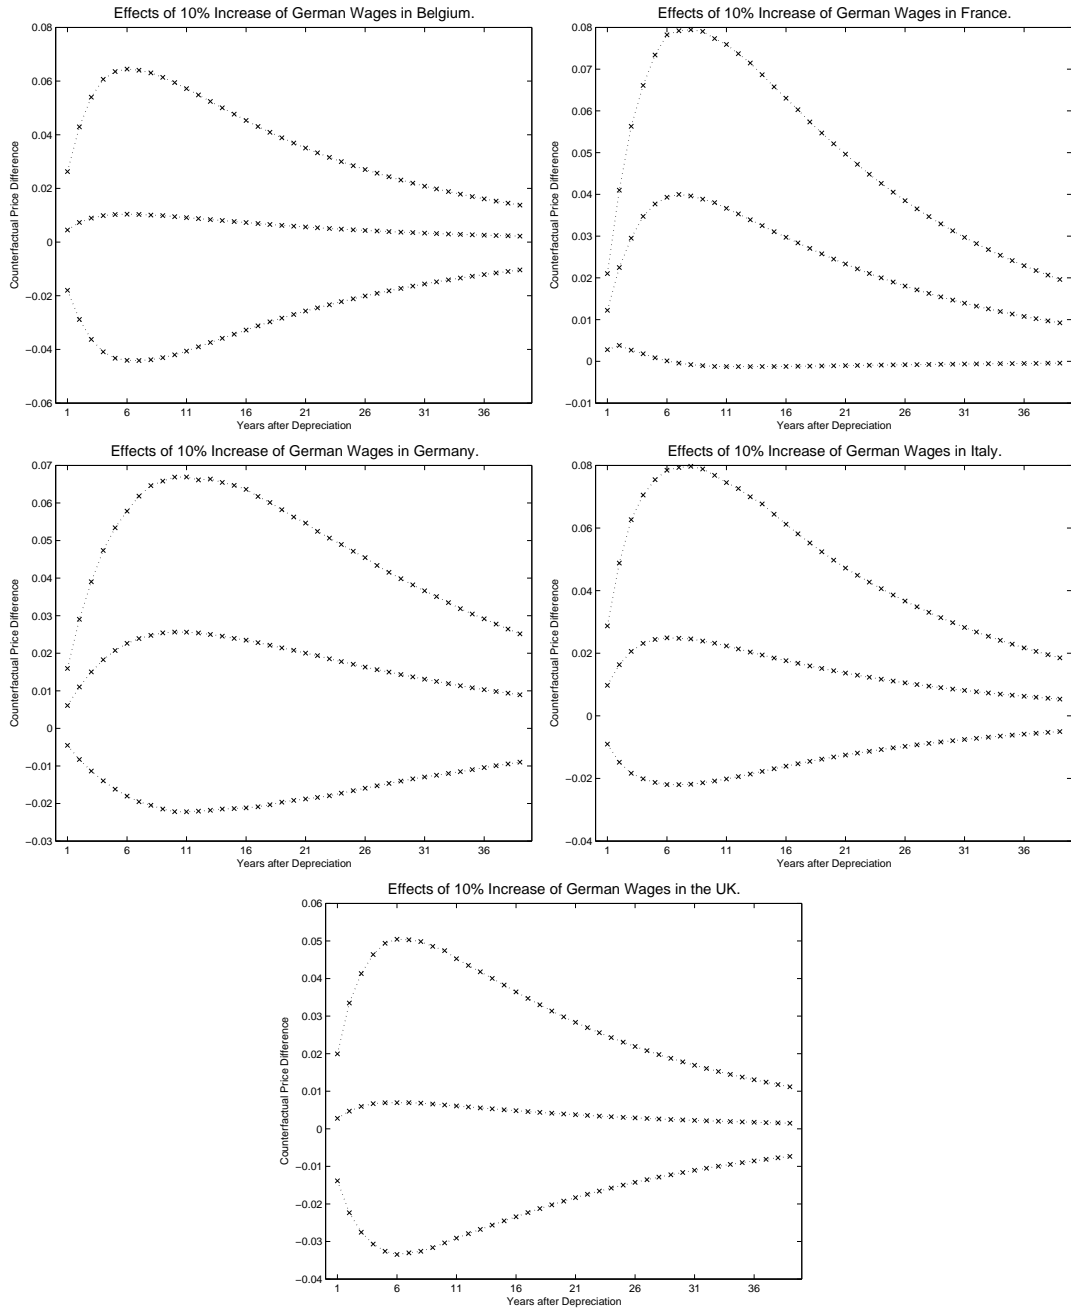 Effects of 10% Increase of German Wages in Belgium.
0.08
0.06
0.04
0.02
0
−0.02
−0.04
−0.06
Counterfactual Price Difference
1 6 11 16 21 26 31 36
Years after Depreciation
Effects of 10% Increase of German Wages in France.
0.08
0.07
0.06
0.05
0.04
0.03
0.02
0.01
0
−0.01
Counterfactual Price Difference
1 6 11 16 21 26 31 36
Years after Depreciation
Effects of 10% Increase of German Wages in Germany.
0.07
0.06
0.05
0.04
0.03
0.02
0.01
0
−0.01
−0.02
−0.03
Counterfactual Price Difference
1 6 11 16 21 26 31 36
Years after Depreciation
Effects of 10% Increase of German Wages in Italy.
0.08
0.06
0.04
0.02
0
−0.02
−0.04
Counterfactual Price Difference
1 6 11 16 21 26 31 36
Years after Depreciation
Effects of 10% Increase of German Wages in the UK.
0.06
0.05
0.04
0.03
0.02
0.01
0
−0.01
−0.02
−0.03
−0.04
Counterfactual Price Difference
1 6 11 16 21 26 31 36
Years after Depreciation